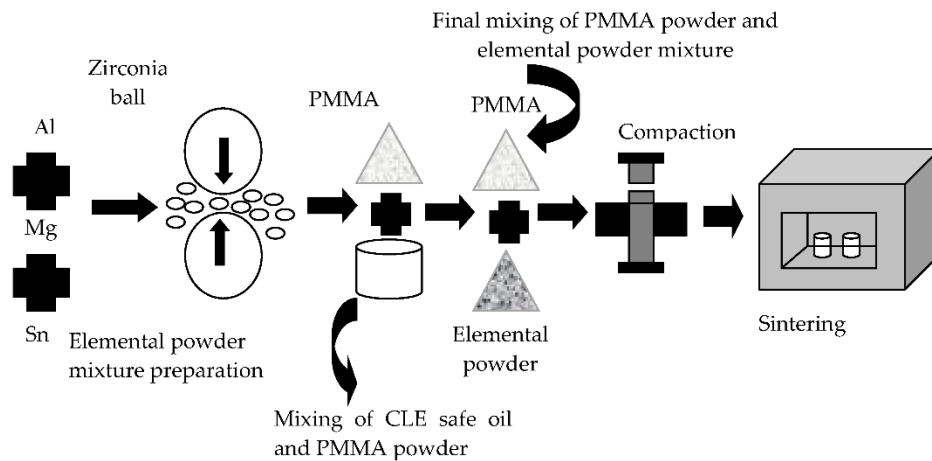 Final mixing of PMMA powder and
elemental powder mixture
Zirconia
ball
PMMA
PMMA
Al
Compaction
Mg
Sn
Elemental powder
mixture preparation
Elemental
powder
Sintering
Mixing of CLE safe oil
and PMMA powder